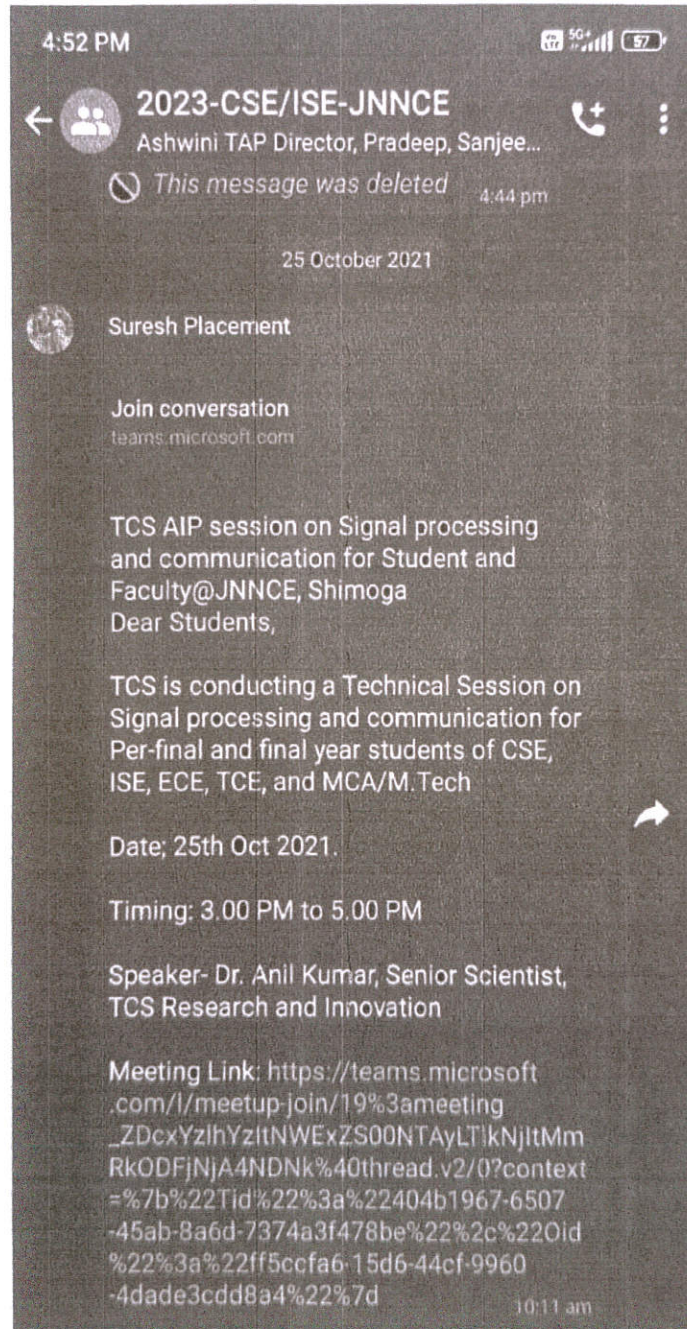 4:52 PM
5G+
57
2023-CSE/ISE-JNNCE
Ashwini TAP Director, Pradeep, Sanjee...
This message was deleted 4:44 pm
25 October 2021
Suresh Placement
Join conversation
teams.microsoft.com
TCS AIP session on Signal processing
and communication for Student and
Faculty@JNNCE, Shimoga
Dear Students,
TCS is conducting a Technical Session on
Signal processing and communication for
Per-final and final year students of CSE,
ISE, ECE, TCE, and MCA/M.Tech
Date; 25th Oct 2021.
Timing: 3.00 PM to 5.00 PM
Speaker- Dr. Anil Kumar, Senior Scientist,
TCS Research and Innovation
Meeting Link: https://teams.microsoft
.com/l/meetup-join/19%3ameeting
RkODFjNjA4NDNk%40thread.v2/0?context
=%7b%22Tid%22%3a%22404b1967-6507
-45ab-8a6d-7374a3f478be%22%2c%22Oid
%22%3a%22ff5ccfa6-15d6-44cf-9960
-4dade3cdd8a4%22%7d
10:11 am